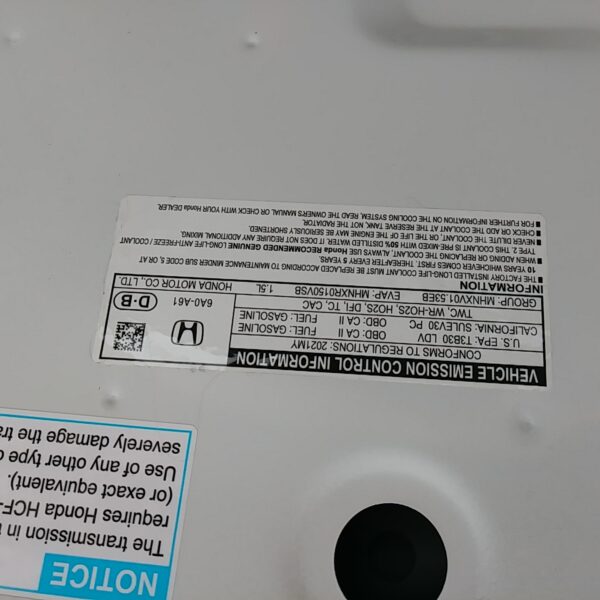 VEHICLE EMISSION CONTROL INFORMATION
CONFORMS TO REGULATIONS: 2021MY
U.S. EPA: T3B30 LDV OBD: CA II FUEL: GASOLINE
CALIFORNIA: SULEV30 PC OBD: CA II FUEL: GASOLINE
TWC, WR-HO2S, HO2S, DFI, TC, CAC
GROUP: MHNXV01.53EB EVAP: MHNXR0150VSB
1.5L HONDA MOTOR CO., LTD.
6A0-A61
D·B
INFORMATION
■ THE FACTORY INSTALLED LONG-LIFE COOLANT MUST BE REPLACED ACCORDING TO MAINTENANCE MINDER SUB CODE 5, OR AT
10 YEARS WHICHEVER COMES FIRST, THEREAFTER EVERY 5 YEARS.
■ WHEN ADDING OR REPLACING THE COOLANT, ALWAYS USE HONDA RECOMMENDED GENUINE LONG-LIFE ANTI-FREEZE / COOLANT
TYPE 2. THIS COOLANT IS PRE-MIXED WITH 50% DISTILLED WATER, IT DOES NOT REQUIRE ANY ADDITIONAL MIXING.
■ NEVER DILUTE THE COOLANT, OR THE LIFE OF THE ENGINE MAY BE SERIOUSLY SHORTENED.
■ CHECK OR ADD THE COOLANT AT THE RESERVE TANK, NOT THE RADIATOR.
■ FOR FURTHER INFORMATION ON THE COOLING SYSTEM, READ THE OWNERS MANUAL OR CHECK WITH YOUR Honda DEALER.
NOTICE
The transmission in
requires Honda HCF-
(or exact equivalent).
Use of any other type
severely damage the